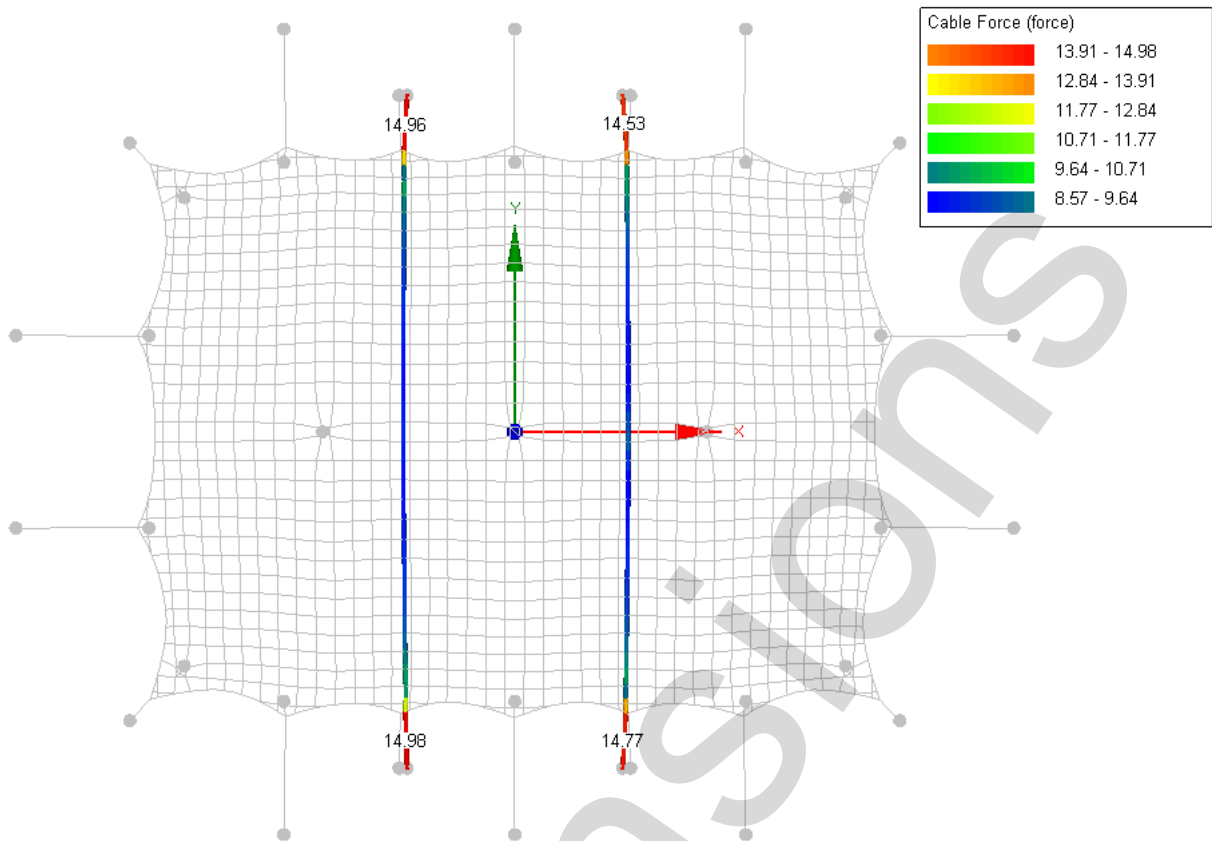 Cable Force (force)
13.91 - 14.98
12.84 - 13.91
11.77 - 12.84
10.71 - 11.77
9.64 - 10.71
8.57 - 9.64
14.96
14.53
Y
X
14.98
14.77
nsions